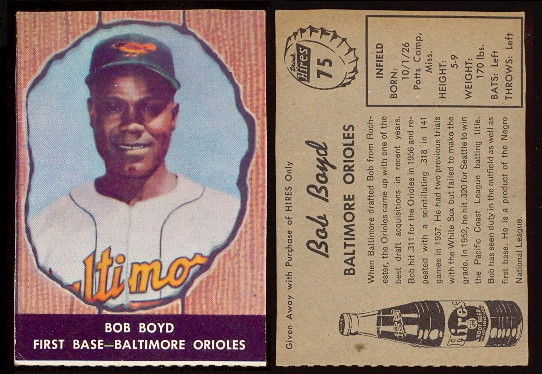 ltimo
BOB BOYD
FIRST BASE—BALTIMORE ORIOLES
Drink
Hires
75
INFIELD
BORN:
10/1/26
Potts Camp,
Miss.
HEIGHT:
5-9
WEIGHT:
170 lbs.
BATS: Left
THROWS: Left
Given Away with Purchase of HIRES Only
Bob Boyd
BALTIMORE ORIOLES
When Baltimore drafted Bob from Roch-
ester, the Orioles came up with one of the
best draft acquisitions in recent years.
Bob hit .311 for the Orioles in 1956 and re-
peated with a scintillating .318 in 141
games in 1957. He had two previous trials
with the White Sox but failed to make the
grade. In 1952, he hit .320 for Seattle to win
the Pacific Coast League batting title.
Bob has seen duty in the outfield as well as
first base. He is a product of the Negro
National League.
Hires